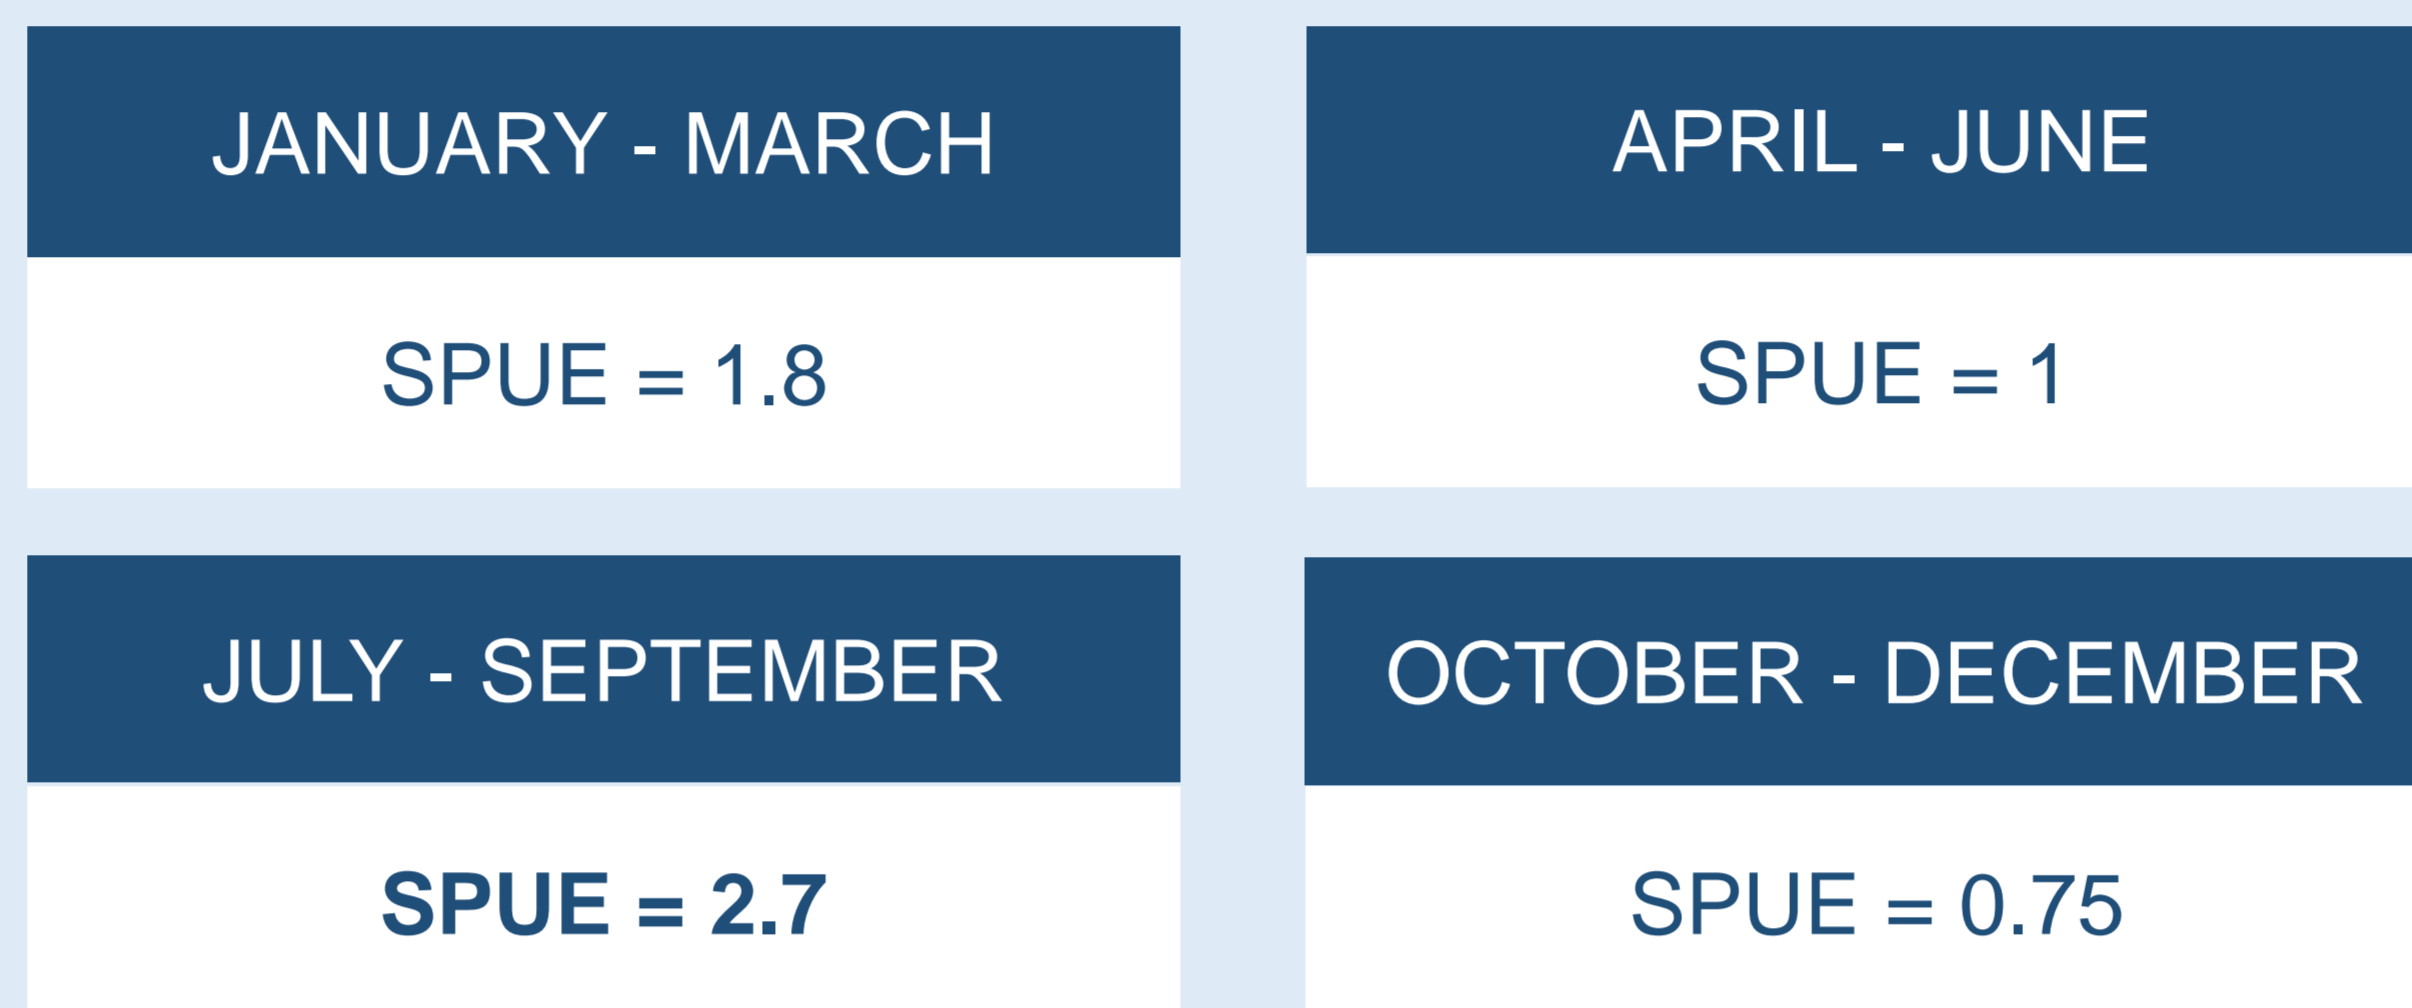 JANUARY - MARCH
SPUE = 1.8
APRIL - JUNE
SPUE = 1
JULY - SEPTEMBER
SPUE = 2.7
OCTOBER - DECEMBER
SPUE = 0.75